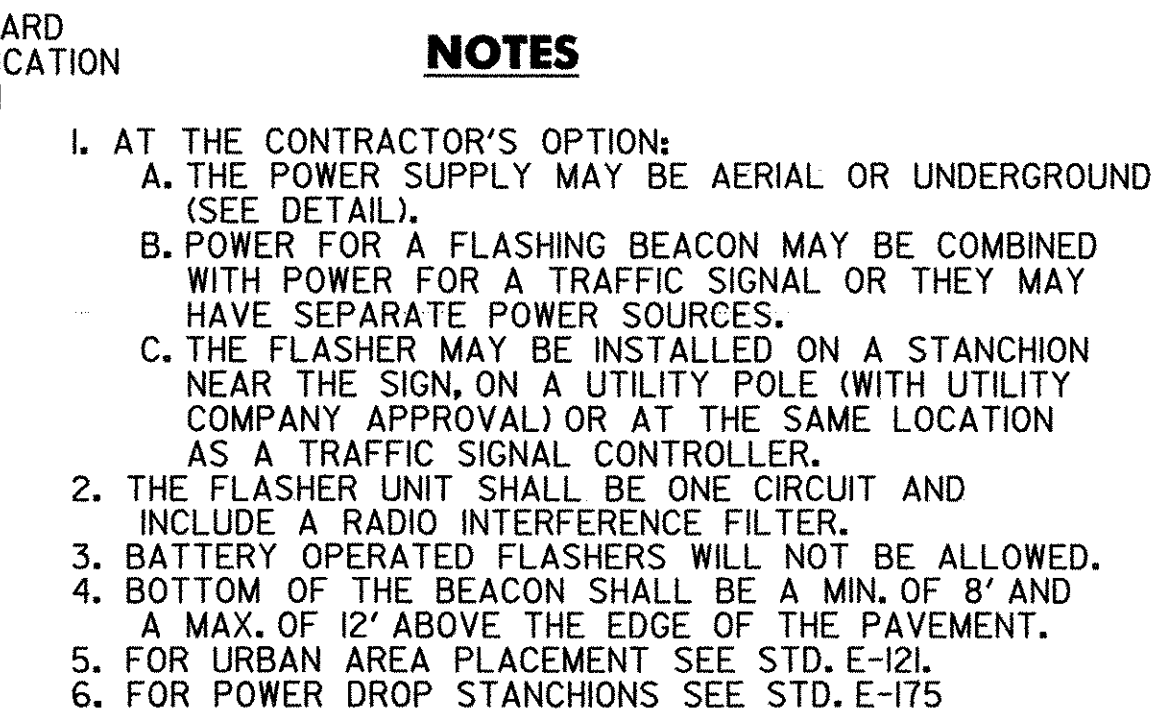 ARD
CATION
NOTES
1. AT THE CONTRACTOR'S OPTION:
A. THE POWER SUPPLY MAY BE AERIAL OR UNDERGROUND
(SEE DETAIL).
B. POWER FOR A FLASHING BEACON MAY BE COMBINED
WITH POWER FOR A TRAFFIC SIGNAL OR THEY MAY
HAVE SEPARATE POWER SOURCES.
C. THE FLASHER MAY BE INSTALLED ON A STANCHION
NEAR THE SIGN, ON A UTILITY POLE (WITH UTILITY
COMPANY APPROVAL) OR AT THE SAME LOCATION
AS A TRAFFIC SIGNAL CONTROLLER.
2. THE FLASHER UNIT SHALL BE ONE CIRCUIT AND
INCLUDE A RADIO INTERFERENCE FILTER.
3. BATTERY OPERATED FLASHERS WILL NOT BE ALLOWED.
4. BOTTOM OF THE BEACON SHALL BE A MIN. OF 8' AND
A MAX. OF 12' ABOVE THE EDGE OF THE PAVEMENT.
5. FOR URBAN AREA PLACEMENT SEE STD. E-121.
6. FOR POWER DROP STANCHIONS SEE STD. E-175